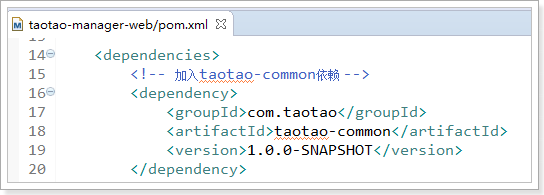 taotao-manager-web/pom.xml
13
14 <dependencies>
15 <!-- 加入taotao-common依赖 -->
16 <dependency>
17 <groupId>com.taotao</groupId>
18 <artifactId>taotao-common</artifactId>
19 <version>1.0.0-SNAPSHOT</version>
20 </dependency>